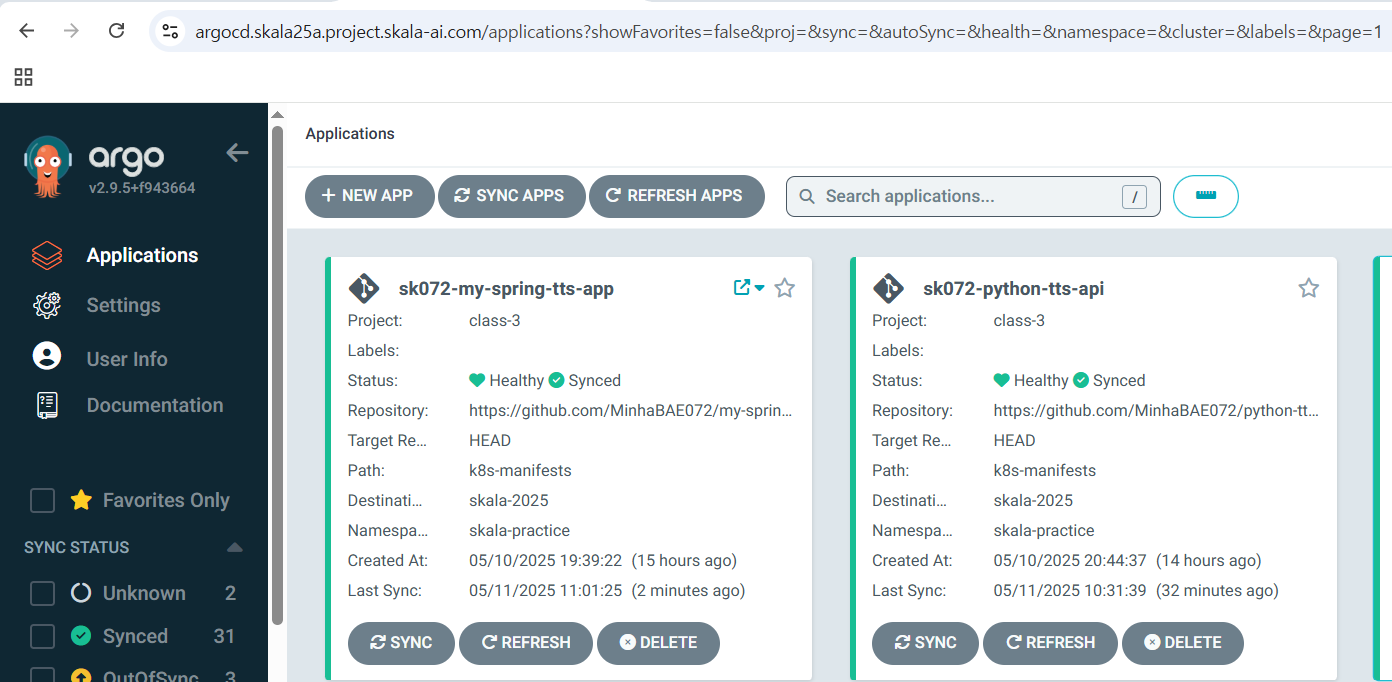 argocd.skala25a.project.skala-ai.com/applications?showFavorites=false&proj=&sync=&autoSync=&health=&namespace=&cluster=&labels=&page=1
argo
v2.9.5+f943664
Applications
Settings
User Info
Documentation
Favorites Only
SYNC STATUS
Unknown 2
Synced 31
OutOfSync 3
Applications
+ NEW APP SYNC APPS REFRESH APPS Search applications... /
sk072-my-spring-tts-app
Project: class-3
Labels:
Status: Healthy Synced
Repository: https://github.com/MinhaBAE072/my-sprin...
Target Re... HEAD
Path: k8s-manifests
Destinati... skala-2025
Namespa... skala-practice
Created At: 05/10/2025 19:39:22 (15 hours ago)
Last Sync: 05/11/2025 11:01:25 (2 minutes ago)
SYNC REFRESH DELETE
sk072-python-tts-api
Project: class-3
Labels:
Status: Healthy Synced
Repository: https://github.com/MinhaBAE072/python-tt...
Target Re... HEAD
Path: k8s-manifests
Destinati... skala-2025
Namespa... skala-practice
Created At: 05/10/2025 20:44:37 (14 hours ago)
Last Sync: 05/11/2025 10:31:39 (32 minutes ago)
SYNC REFRESH DELETE